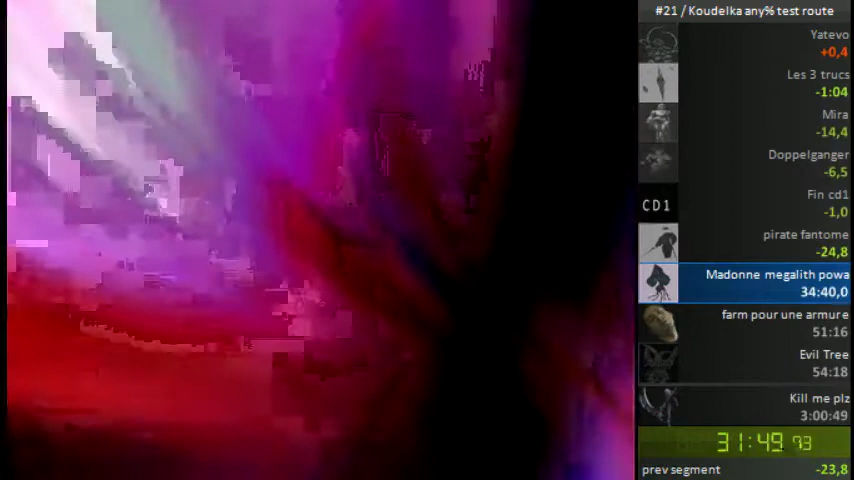 #21 / Koudelka any% test route
Yatevo
+0,4
Les 3 trucs
-1:04
Mira
-14,4
Doppelganger
-6,5
Fin cd1
CD1
-1,0
pirate fantome
-24,8
Madonne megalith powa
34:40,0
farm pour une armure
51:16
Evil Tree
54:18
Kill me plz
3:00:49
31:49 93
prev segment
-23,8